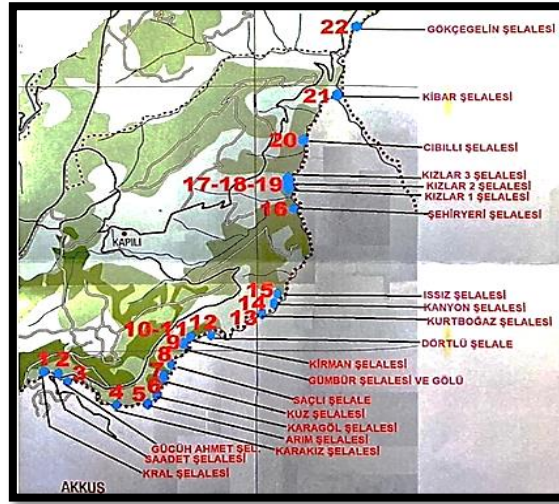 22
GÖKÇEGELİN ŞELALESİ
21
KİBAR ŞELALESİ
20
CIBILLI ŞELALESİ
KIZLAR 3 ŞELALESİ
17-18-19
KIZLAR 2 ŞELALESİ
KIZLAR 1 ŞELALESİ
16
ŞEHİRYERİ ŞELALESİ
KAPILI
15
ISSIZ ŞELALESİ
14
KANYON ŞELALESİ
13
KURTBOĞAZ ŞELALESİ
10-11
12
DÖRTLÜ ŞELALE
9
8
KİRMAN ŞELALESİ
GÜMBÜR ŞELALESİ VE GÖLÜ
1
2
3
7
6
SAÇLI ŞELALE
KUZ ŞELALESİ
4
5
KARAGÖL ŞELALESİ
ARIM ŞELALESİ
KARAKIZ ŞELALESİ
GÜCÜH AHMET ŞEL.
SAADET ŞELALESİ
KRAL ŞELALESİ
AKKUŞ